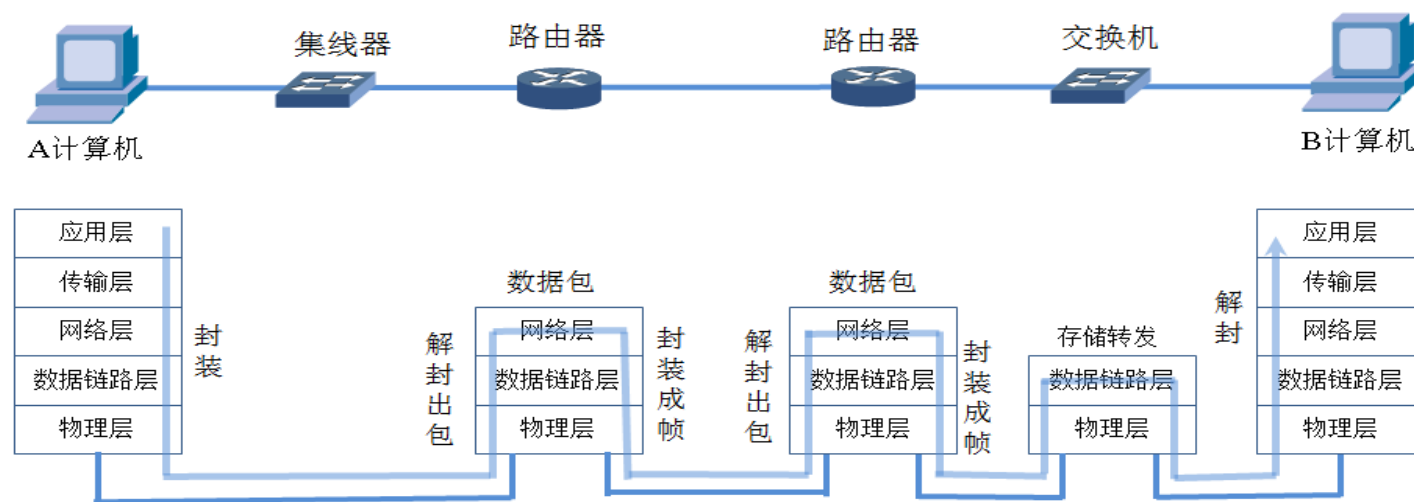 集线器
路由器
路由器
交换机
A计算机
B计算机
应用层
传输层
网络层
数据链路层
物理层
封装
数据包
解封出包
网络层
数据链路层
物理层
封装成帧
数据包
解封出包
网络层
数据链路层
物理层
封装成帧
存储转发
数据链路层
物理层
解封
应用层
传输层
网络层
数据链路层
物理层